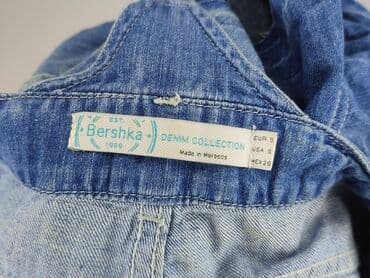 EST.
Bershka
1998
DENIM COLLECTION
Made in Morocco
EUR S
USA S
MEX 26